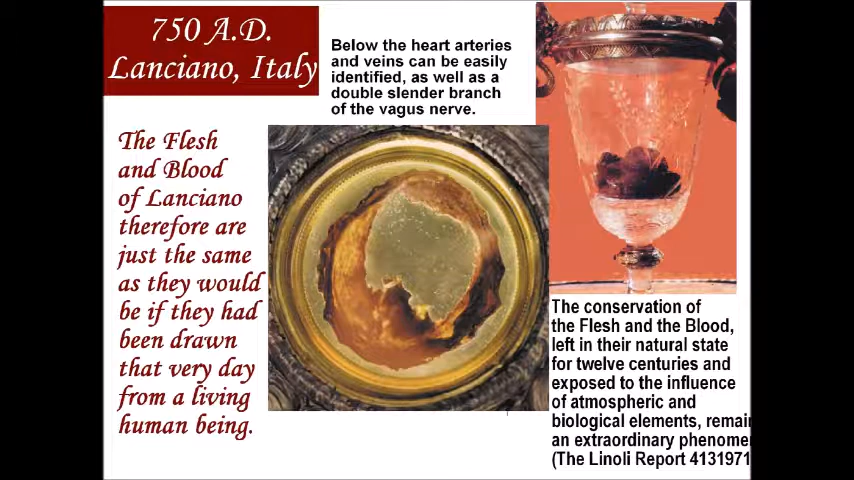 750 A.D.
Lanciano, Italy
Below the heart arteries
and veins can be easily
identified, as well as a
double slender branch
of the vagus nerve.
The Flesh
and Blood
of Lanciano
therefore are
just the same
as they would
be if they had
been drawn
that very day
from a living
human being.
The conservation of
the Flesh and the Blood,
left in their natural state
for twelve centuries and
exposed to the influence
of atmospheric and
biological elements, remai
an extraordinary phenome
(The Linoli Report 4131971